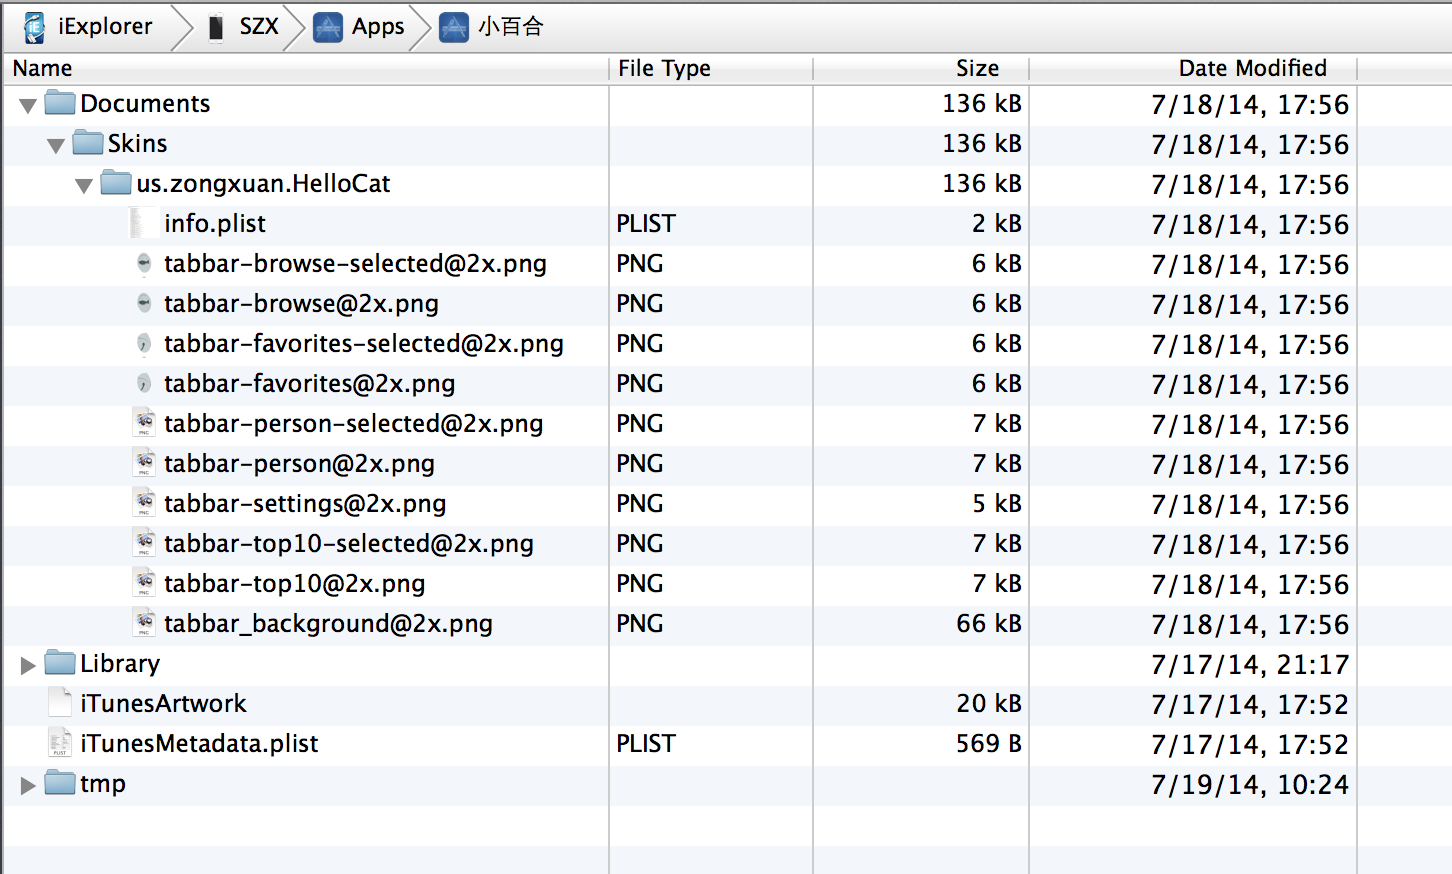 iExplorer SZX Apps 小百合
Name File Type Size Date Modified
Documents 136 kB 7/18/14, 17:56
Skins 136 kB 7/18/14, 17:56
us.zongxuan.HelloCat 136 kB 7/18/14, 17:56
info.plist PLIST 2 kB 7/18/14, 17:56
tabbar-browse-selected@2x.png PNG 6 kB 7/18/14, 17:56
tabbar-browse@2x.png PNG 6 kB 7/18/14, 17:56
tabbar-favorites-selected@2x.png PNG 6 kB 7/18/14, 17:56
tabbar-favorites@2x.png PNG 6 kB 7/18/14, 17:56
tabbar-person-selected@2x.png PNG 7 kB 7/18/14, 17:56
tabbar-person@2x.png PNG 7 kB 7/18/14, 17:56
tabbar-settings@2x.png PNG 5 kB 7/18/14, 17:56
tabbar-top10-selected@2x.png PNG 7 kB 7/18/14, 17:56
tabbar-top10@2x.png PNG 7 kB 7/18/14, 17:56
tabbar_background@2x.png PNG 66 kB 7/18/14, 17:56
Library 7/17/14, 21:17
iTunesArtwork 20 kB 7/17/14, 17:52
iTunesMetadata.plist PLIST 569 B 7/17/14, 17:52
tmp 7/19/14, 10:24